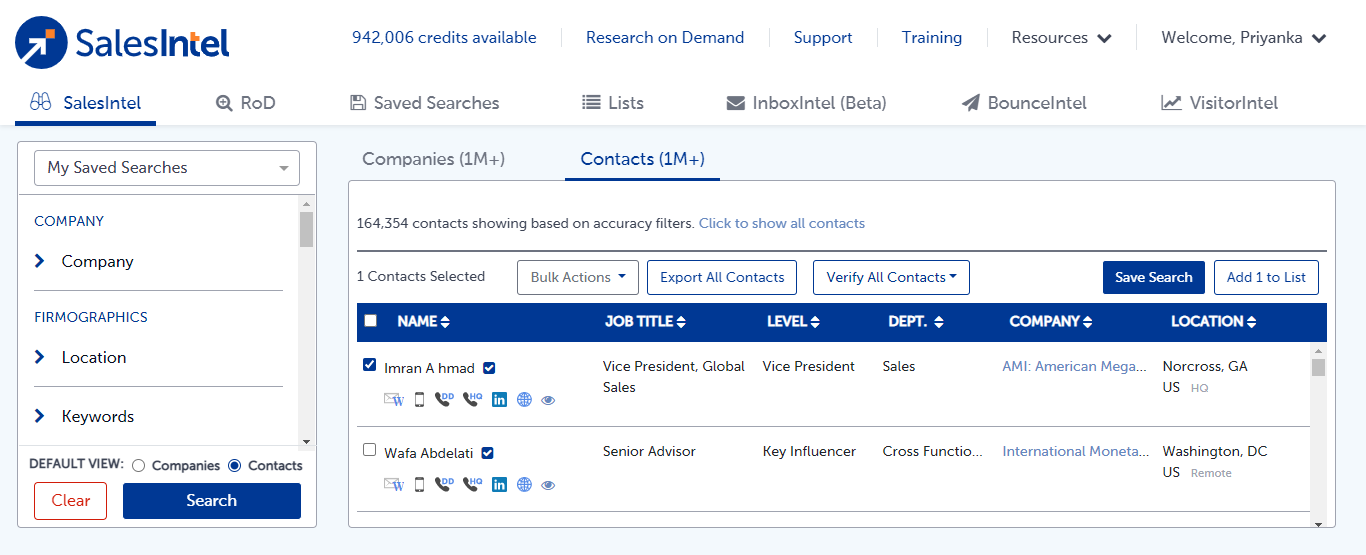 SalesIntel
942,006 credits available
Research on Demand
Support
Training
Resources
Welcome, Priyanka
SalesIntel
RoD
Saved Searches
Lists
InboxIntel (Beta)
BounceIntel
VisitorIntel
My Saved Searches
COMPANY
Company
FIRMOGRAPHICS
Location
Keywords
DEFAULT VIEW: Companies Contacts
Clear
Search
Companies (1M+)
Contacts (1M+)
164,354 contacts showing based on accuracy filters. Click to show all contacts
1 Contacts Selected
Bulk Actions
Export All Contacts
Verify All Contacts
Save Search
Add 1 to List
NAME JOB TITLE LEVEL DEPT. COMPANY LOCATION
Imran A hmad Vice President, Global Vice President Sales AMI: American Mega... Norcross, GA
Sales US HQ
W DD HQ in
Wafa Abdelati Senior Advisor Key Influencer Cross Functio... International Moneta... Washington, DC
US Remote
W DD HQ in